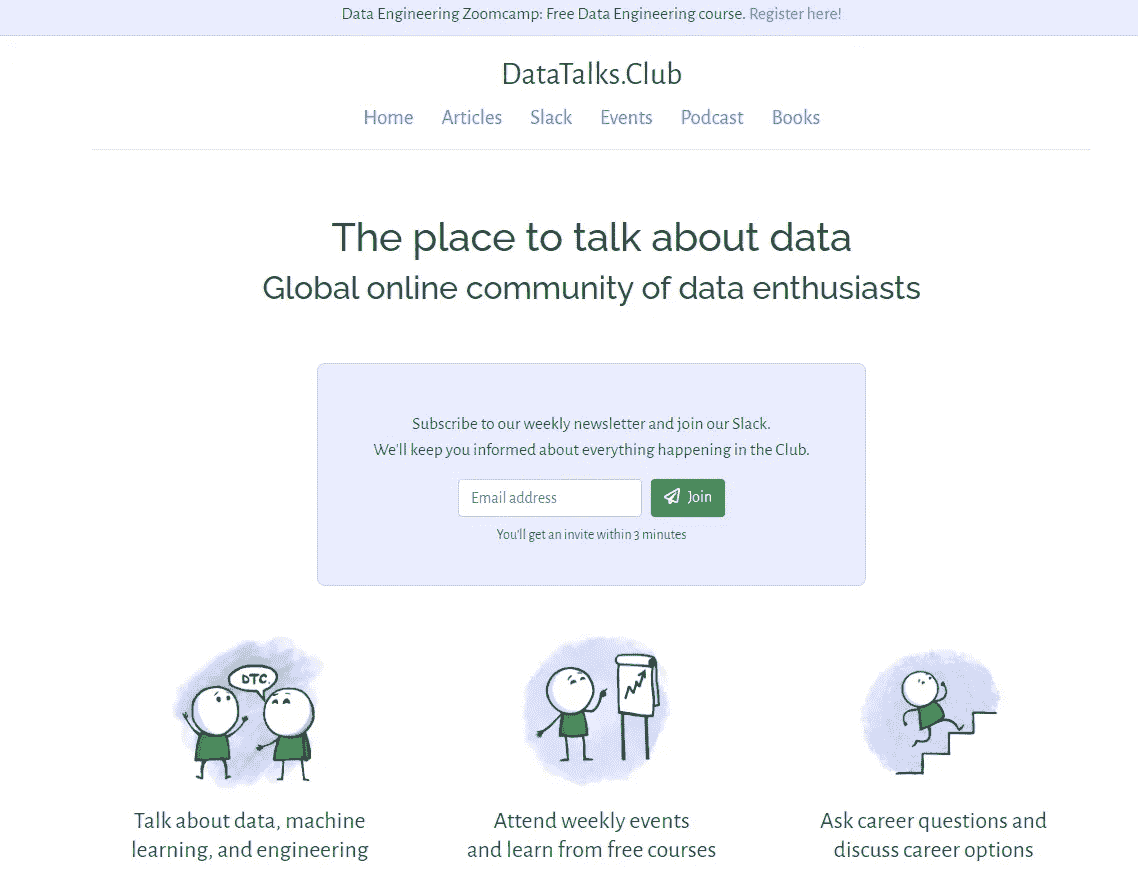 Data Engineering Zoomcamp: Free Data Engineering course. Register here!
DataTalks.Club
Home Articles Slack Events Podcast Books
The place to talk about data
Global online community of data enthusiasts
Subscribe to our weekly newsletter and join our Slack.
We'll keep you informed about everything happening in the Club.
Email address Join
You'll get an invite within 3 minutes
DTC
Talk about data, machine
learning, and engineering
Attend weekly events
and learn from free courses
Ask career questions and
discuss career options